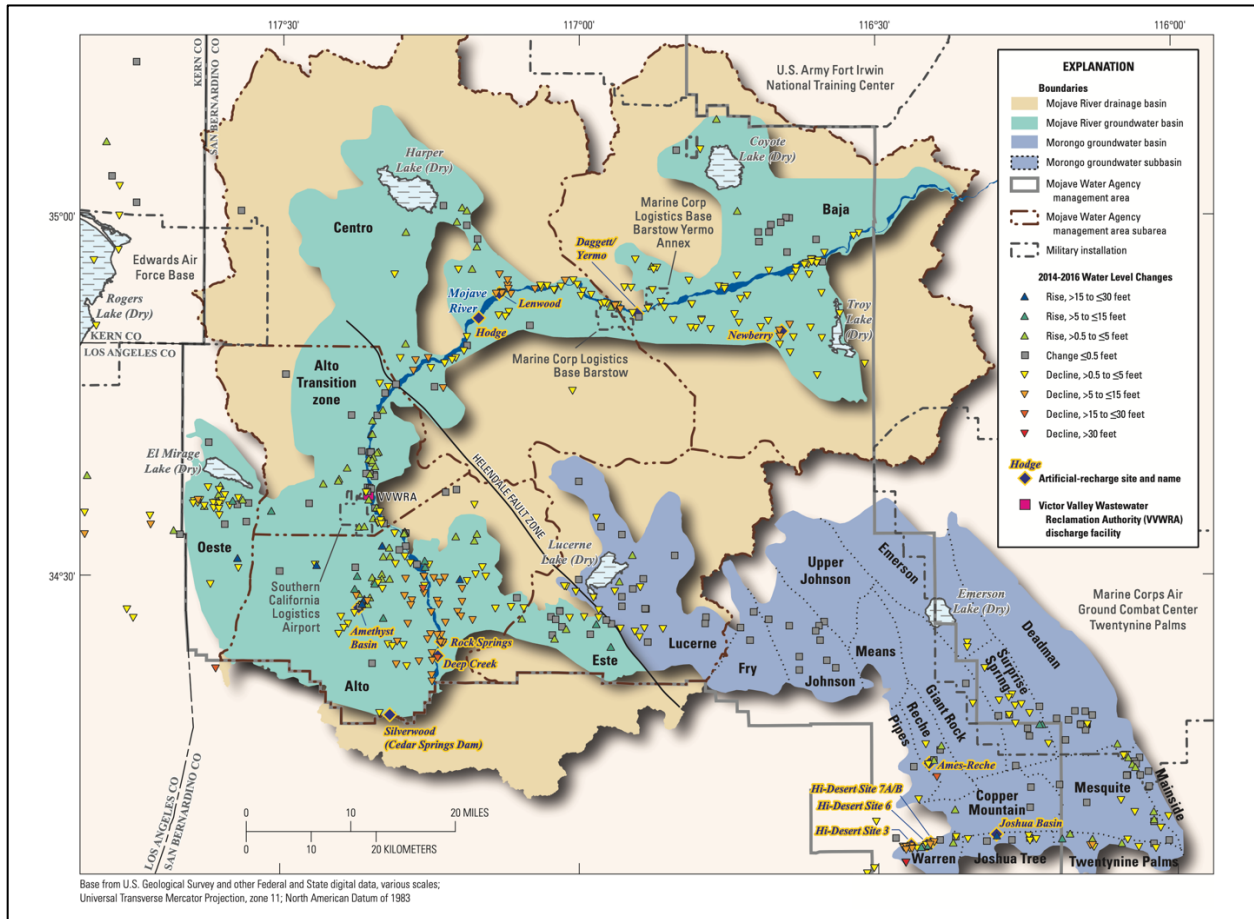 117°30'
117°00'
116°30'
116°00'
KERN CO
SAN BERNARDINO CO
U.S. Army Fort Irwin
National Training Center
Harper
Lake (Dry)
Coyote
Lake (Dry)
35°00'
Centro
Marine Corp
Logistics Base
Barstow Yermo
Annex
Baja
Daggett/
Yermo
Edwards Air
Force Base
Rogers
Lake (Dry)
Mojave
River
Lenwood
Hodge
Troy
Lake
(Dry)
Newberry
KERN CO
LOS ANGELES CO
Marine Corp Logistics
Base Barstow
Alto
Transition
zone
El Mirage
Lake (Dry)
HELENDALE FAULT ZONE
VVWRA
Oeste
Lucerne
Lake (Dry)
34°30'
Southern
California
Logistics
Airport
Upper
Johnson
Emerson
Emerson
Lake (Dry)
Deadman
Marine Corps Air
Ground Combat Center
Twentynine Palms
Amethyst
Basin
Rock Springs
Deep Creek
Este
Lucerne
Fry
Johnson
Means
Surprise
Spring
Alto
Giant Rock
Reche
Pipes
Silverwood
(Cedar Springs Dam)
Ames-Reche
Mesquite
Mainside
Hi-Desert Site 7A/B
Hi-Desert Site 6
Hi-Desert Site 3
Copper
Mountain
Joshua Basin
Warren
Joshua Tree
Twentynine Palms
LOS ANGELES CO
SAN BERNARDINO CO
0 10 20 MILES
0 10 20 KILOMETERS
Base from U.S. Geological Survey and other Federal and State digital data, various scales;
Universal Transverse Mercator Projection, zone 11; North American Datum of 1983
EXPLANATION
Boundaries
Mojave River drainage basin
Mojave River groundwater basin
Morongo groundwater basin
Morongo groundwater subbasin
Mojave Water Agency
management area
Mojave Water Agency
management area subarea
Military installation
2014-2016 Water Level Changes
Rise, >15 to ≤30 feet
Rise, >5 to ≤15 feet
Rise, >0.5 to ≤5 feet
Change ≤0.5 feet
Decline, >0.5 to ≤5 feet
Decline, >5 to ≤15 feet
Decline, >15 to ≤30 feet
Decline, >30 feet
Hodge
Artificial-recharge site and name
Victor Valley Wastewater
Reclamation Authority (VVWRA)
discharge facility